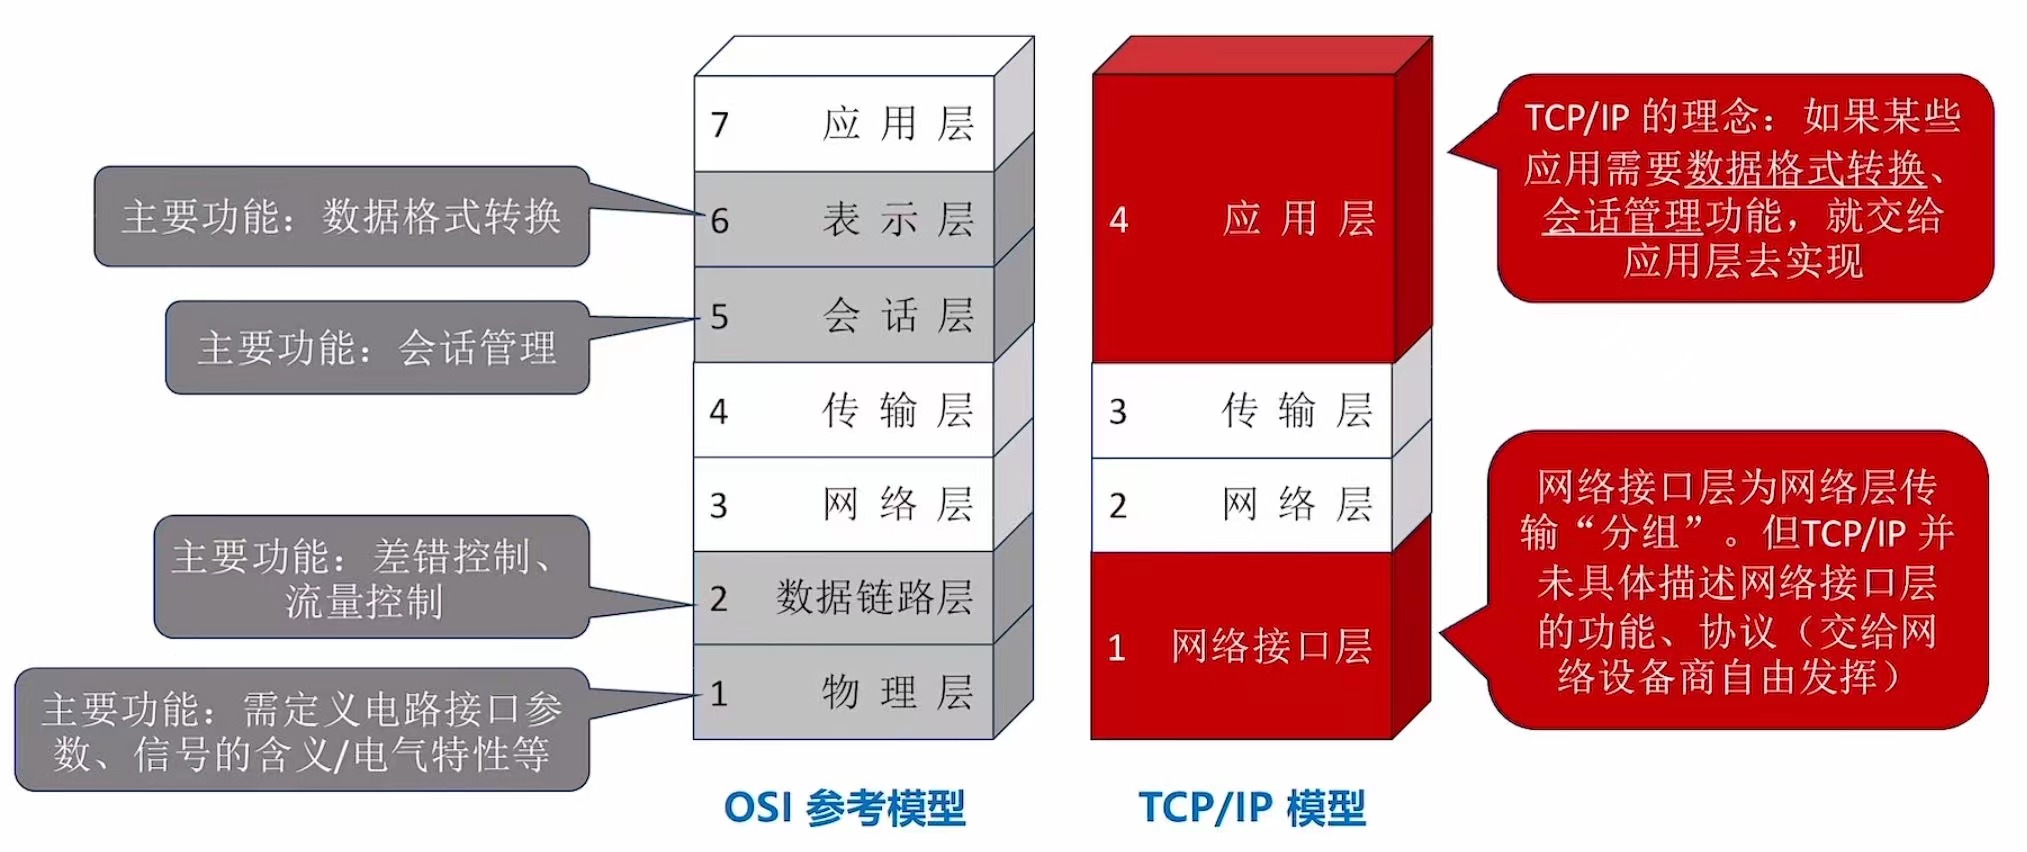 7 应用层
主要功能：数据格式转换
6 表示层
5 会话层
主要功能：会话管理
4 传输层
3 网络层
主要功能：差错控制、
流量控制
2 数据链路层
主要功能：需定义电路接口参
数、信号的含义/电气特性等
1 物理层
OSI 参考模型
4 应用层
TCP/IP 的理念：如果某些
应用需要数据格式转换、
会话管理功能，就交给
应用层去实现
3 传输层
2 网络层
1 网络接口层
网络接口层为网络层传
输“分组”。但TCP/IP 并
未具体描述网络接口层
的功能、协议（交给网
络设备商自由发挥）
TCP/IP 模型